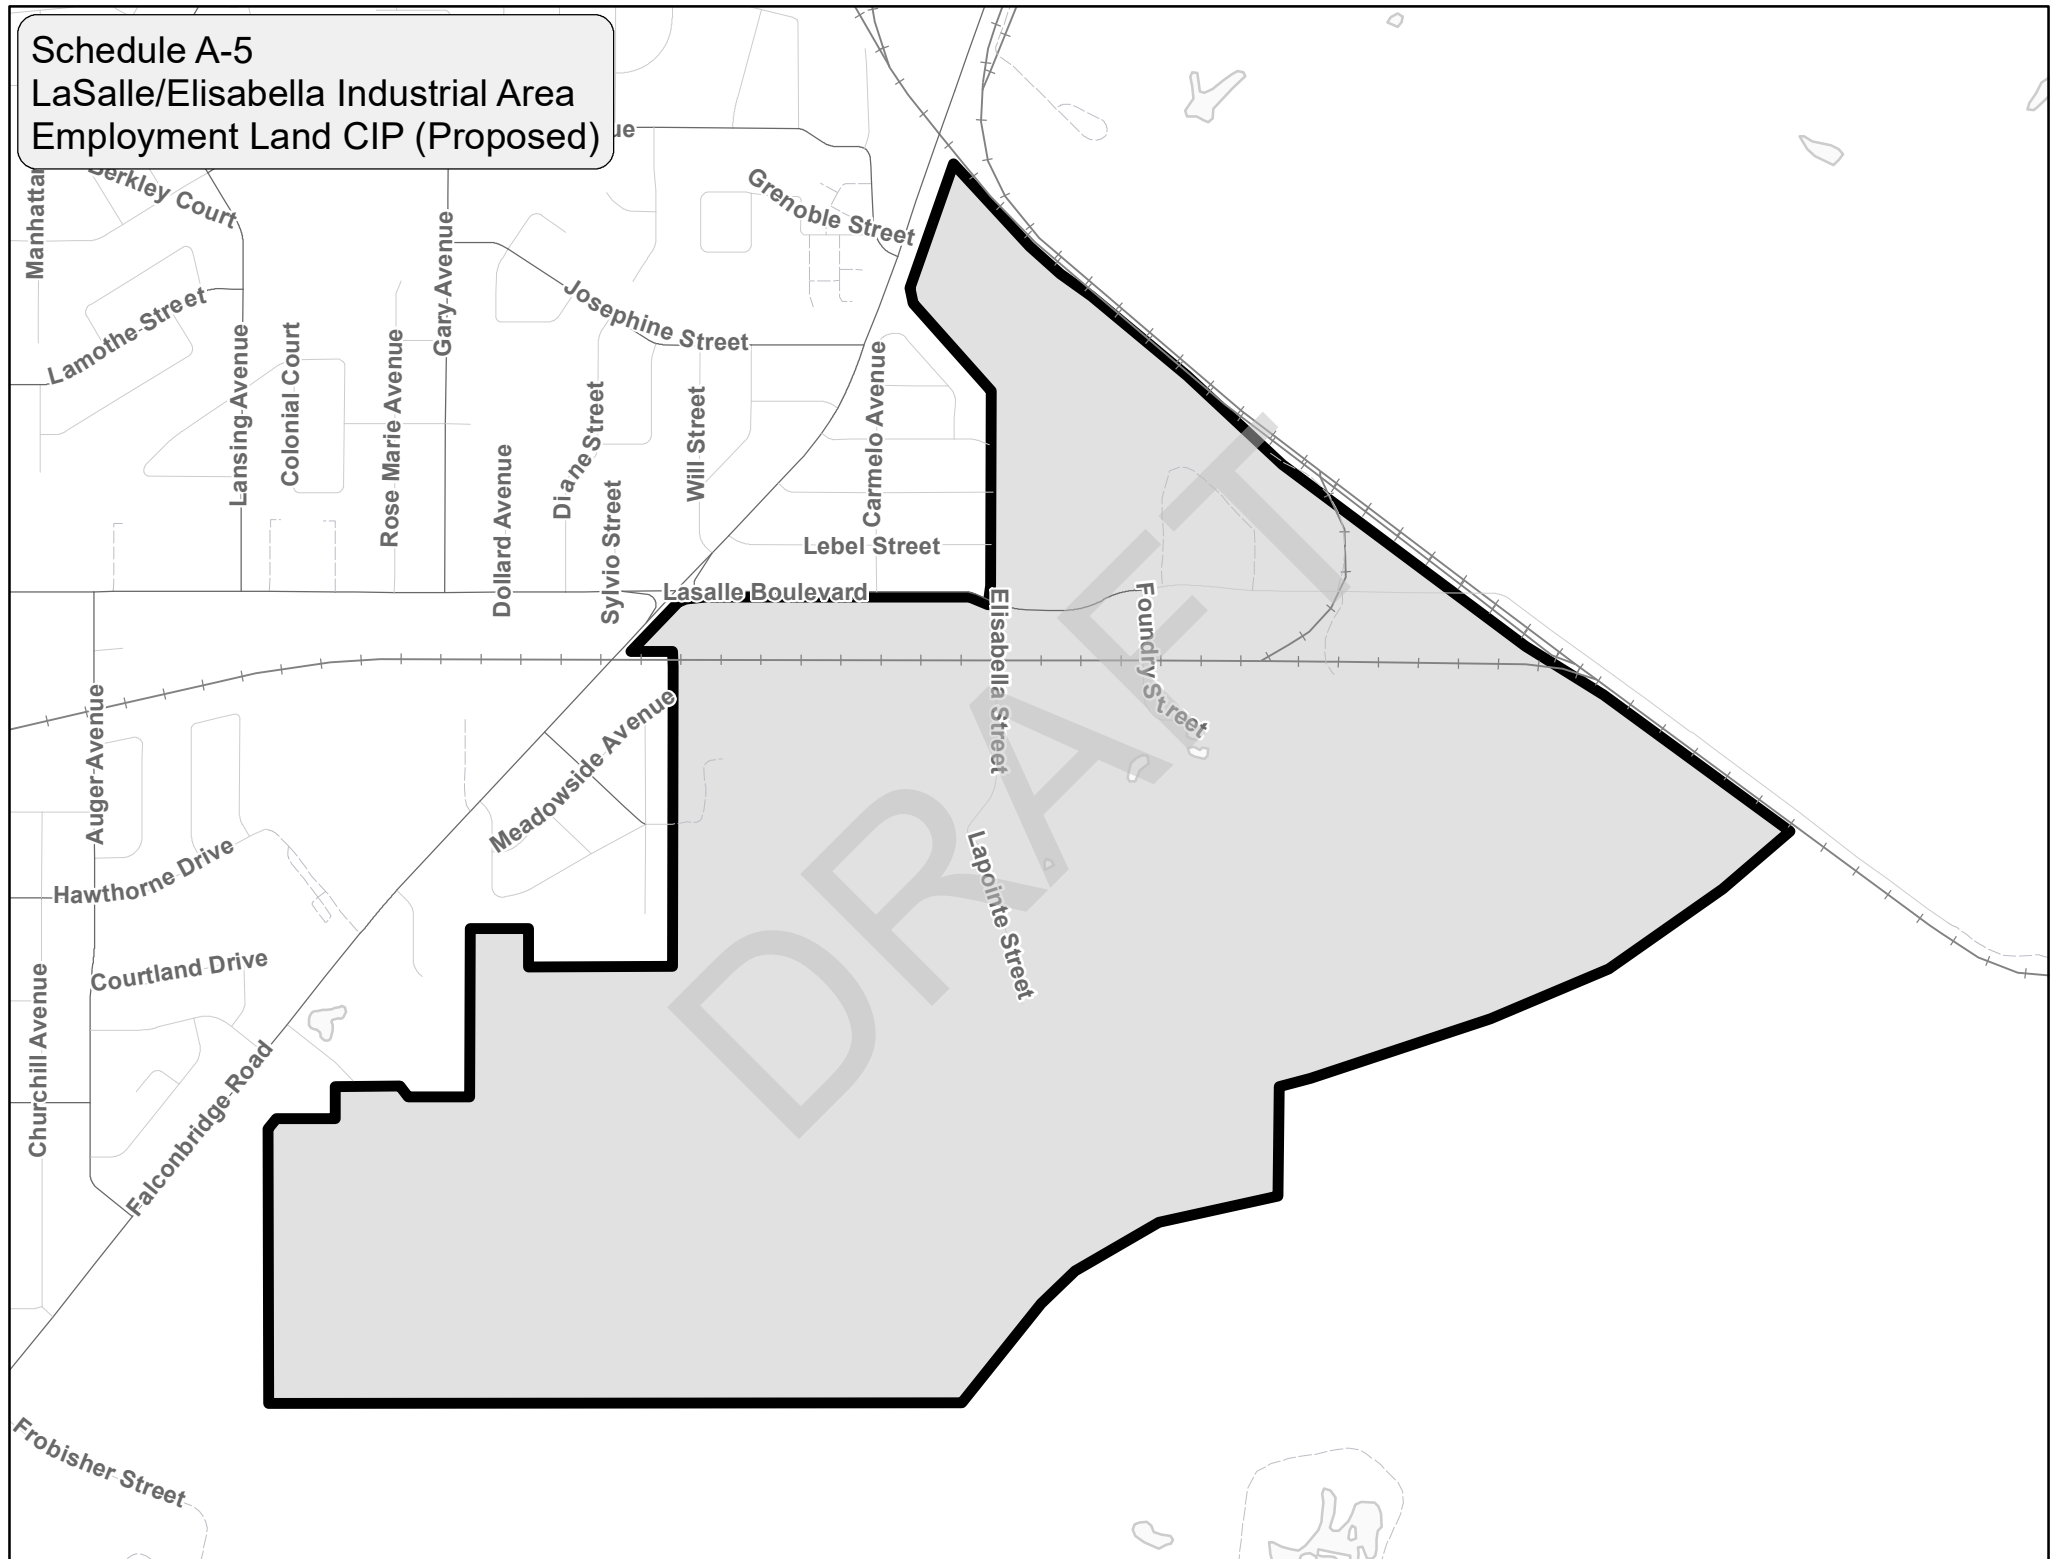 Schedule A-5
LaSalle/Elisabella Industrial Area
Employment Land CIP (Proposed)
ue
Manhattan
Berkley Court
Grenoble Street
Gary Avenue
Josephine Street
Lamothe Street
Lansing Avenue
Colonial Court
Rose Marie Avenue
Diane Street
Will Street
Carmelo Avenue
Dollard Avenue
Sylvio Street
Lebel Street
Lasalle Boulevard
Elisabella Street
Foundry Street
Auger Avenue
Meadowside Avenue
Hawthorne Drive
Lapointe Street
Courtland Drive
Churchill Avenue
Falconbridge Road
Frobisher Street
DRAFT